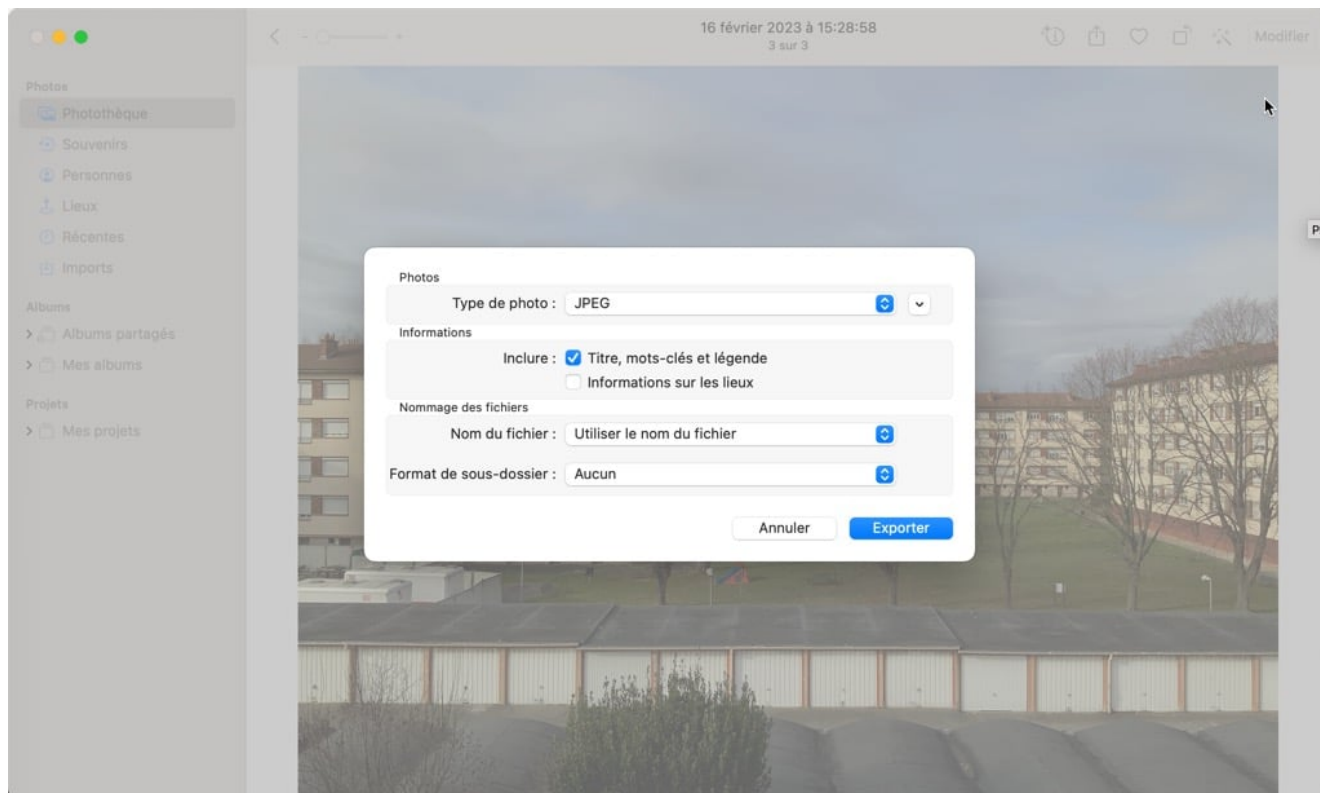 16 février 2023 à 15:28:58
3 sur 3
Modifier
Photos
Photothèque
Souvenirs
Personnes
Lieux
Récentes
Imports
Albums
Albums partagés
Mes albums
Projets
Mes projets
Photos
Type de photo : JPEG
Informations
Inclure : Titre, mots-clés et légende
Informations sur les lieux
Nommage des fichiers
Nom du fichier : Utiliser le nom du fichier
Format de sous-dossier : Aucun
Annuler Exporter
P